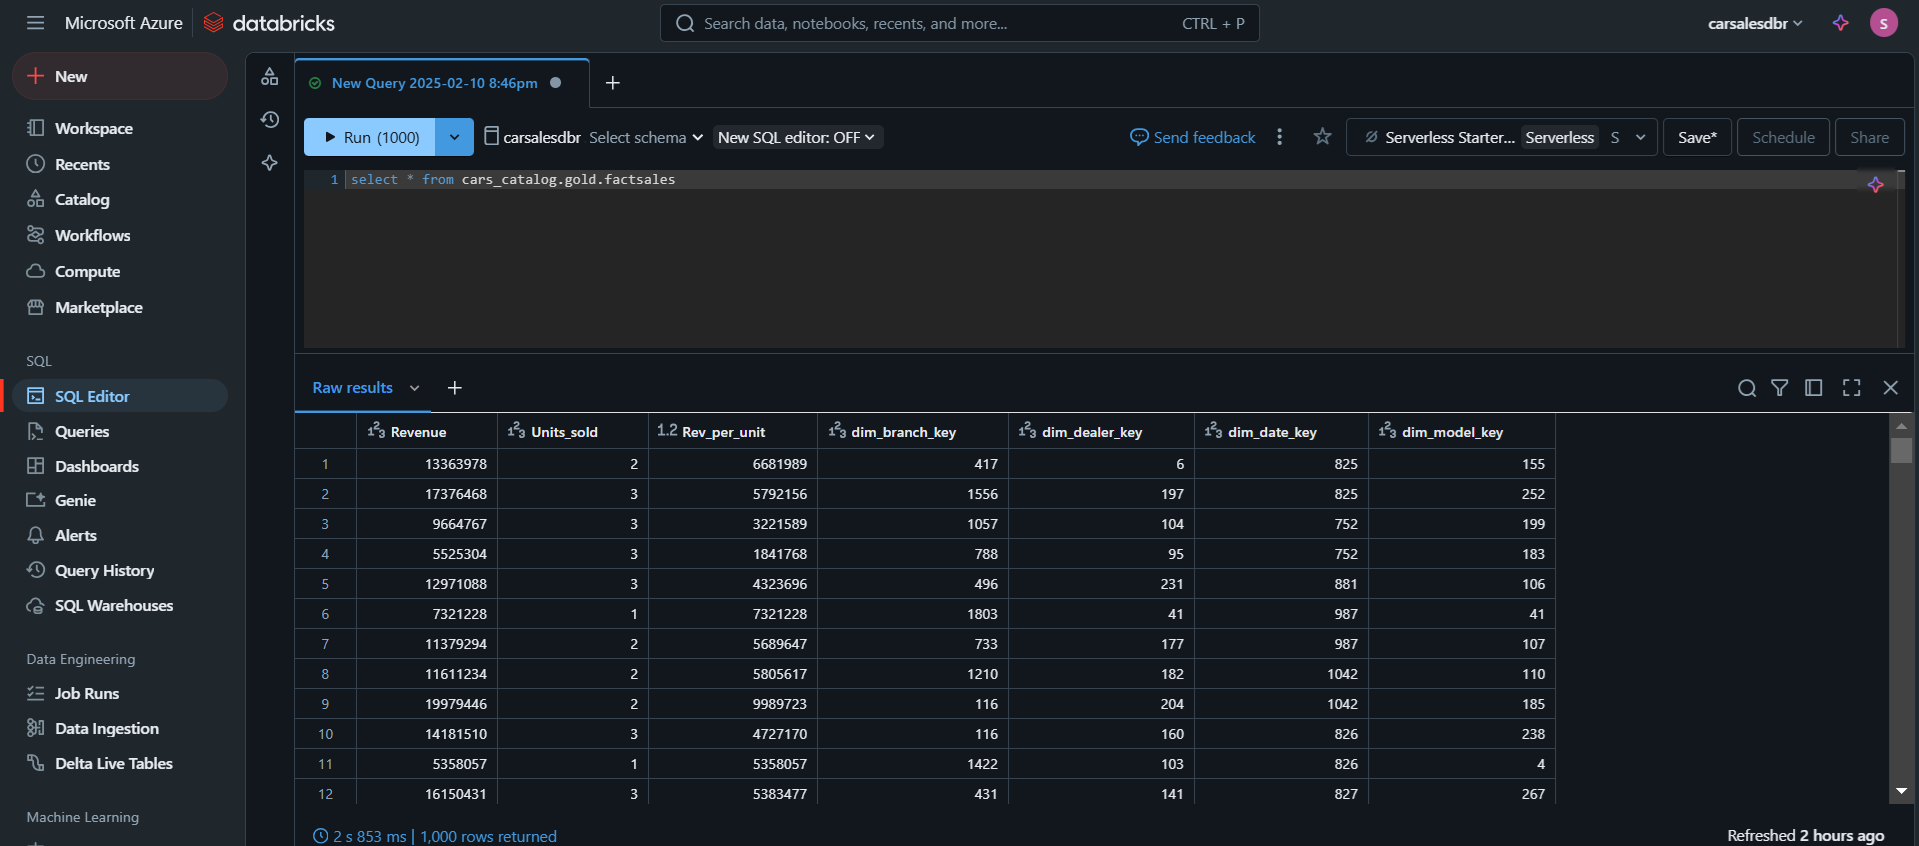 Microsoft Azure databricks Search data, notebooks, recents, and more... CTRL + P carsalesdbr S
New
Workspace
Recents
Catalog
Workflows
Compute
Marketplace
SQL
SQL Editor
Queries
Dashboards
Genie
Alerts
Query History
SQL Warehouses
Data Engineering
Job Runs
Data Ingestion
Delta Live Tables
Machine Learning
New Query 2025-02-10 8:46pm
Run (1000) carsalesdbr Select schema New SQL editor: OFF Send feedback Serverless Starter... Serverless S Save* Schedule Share
1 select * from cars_catalog.gold.factsales
Raw results
123 Revenue 123 Units_sold 1.2 Rev_per_unit 123 dim_branch_key 123 dim_dealer_key 123 dim_date_key 123 dim_model_key
1 13363978 2 6681989 417 6 825 155
2 17376468 3 5792156 1556 197 825 252
3 9664767 3 3221589 1057 104 752 199
4 5525304 3 1841768 788 95 752 183
5 12971088 3 4323696 496 231 881 106
6 7321228 1 7321228 1803 41 987 41
7 11379294 2 5689647 733 177 987 107
8 11611234 2 5805617 1210 182 1042 110
9 19979446 2 9989723 116 204 1042 185
10 14181510 3 4727170 116 160 826 238
11 5358057 1 5358057 1422 103 826 4
12 16150431 3 5383477 431 141 827 267
2 s 853 ms | 1,000 rows returned Refreshed 2 hours ago